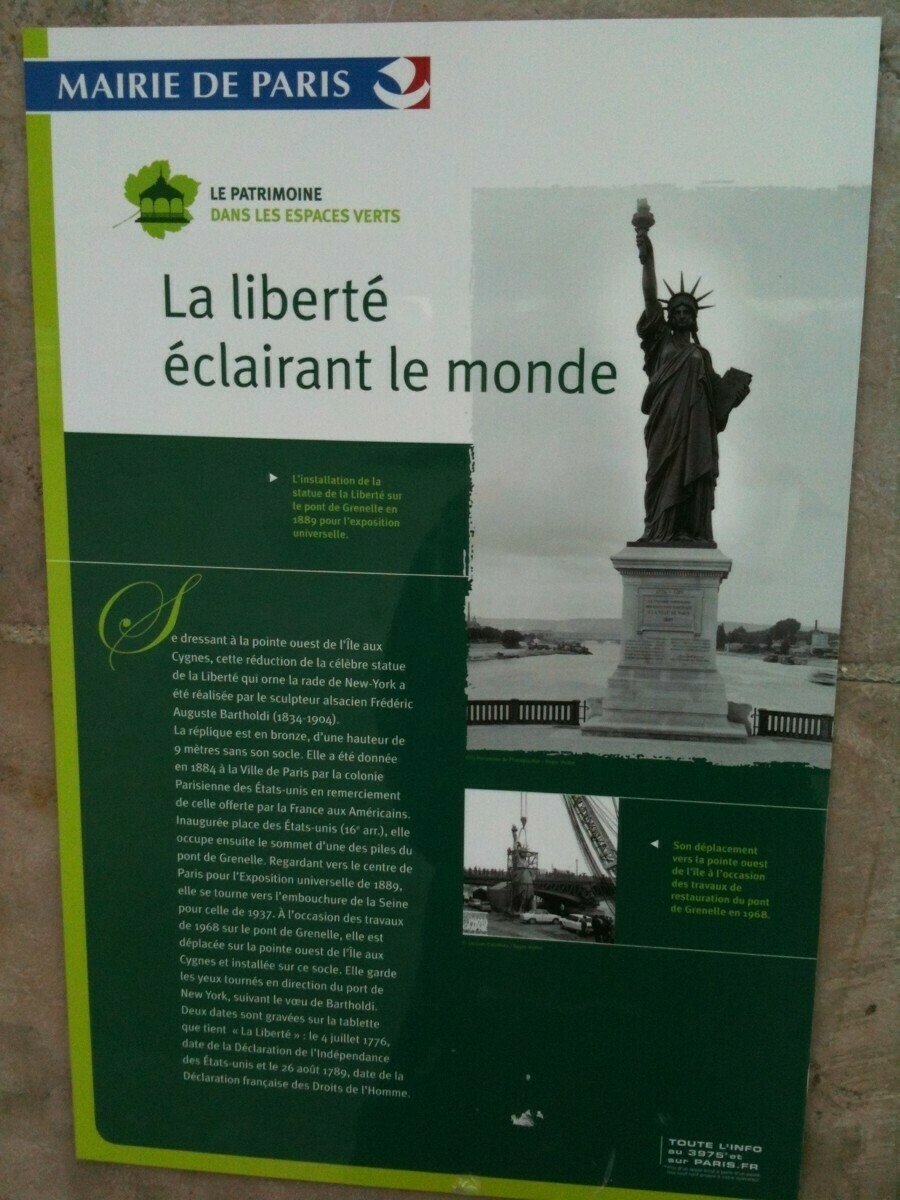 MAIRIE DE PARIS
LE PATRIMOINE
DANS LES ESPACES VERTS
La liberté
éclairant le monde
L'installation de la
statue de la Liberté sur
le pont de Grenelle en
1889 pour l'exposition
universelle.
Se dressant à la pointe ouest de l'Île aux
Cygnes, cette réduction de la célèbre statue
de la Liberté qui orne la rade de New-York a
été réalisée par le sculpteur alsacien Frédéric
Auguste Bartholdi (1834-1904).
La réplique est en bronze, d'une hauteur de
9 mètres sans son socle. Elle a été donnée
en 1884 à la Ville de Paris par la colonie
Parisienne des États-unis en remerciement
de celle offerte par la France aux Américains.
Inaugurée place des États-unis (16e arr.), elle
occupe ensuite le sommet d'une des piles du
pont de Grenelle. Regardant vers le centre de
Paris pour l'Exposition universelle de 1889,
elle se tourne vers l'embouchure de la Seine
pour celle de 1937. À l'occasion des travaux
de 1968 sur le pont de Grenelle, elle est
déplacée sur la pointe ouest de l'Île aux
Cygnes et installée sur ce socle. Elle garde
les yeux tournés en direction du port de
New York, suivant le vœu de Bartholdi.
Deux dates sont gravées sur la tablette
que tient « La Liberté » : le 4 juillet 1776,
date de la Déclaration de l'Indépendance
des États-unis et le 26 août 1789, date de la
Déclaration française des Droits de l'Homme.
Son déplacement
vers la pointe ouest
de l'île à l'occasion
des travaux de
restauration du pont
de Grenelle en 1968.
TOUTE L'INFO
au 3975* et
sur PARIS.FR